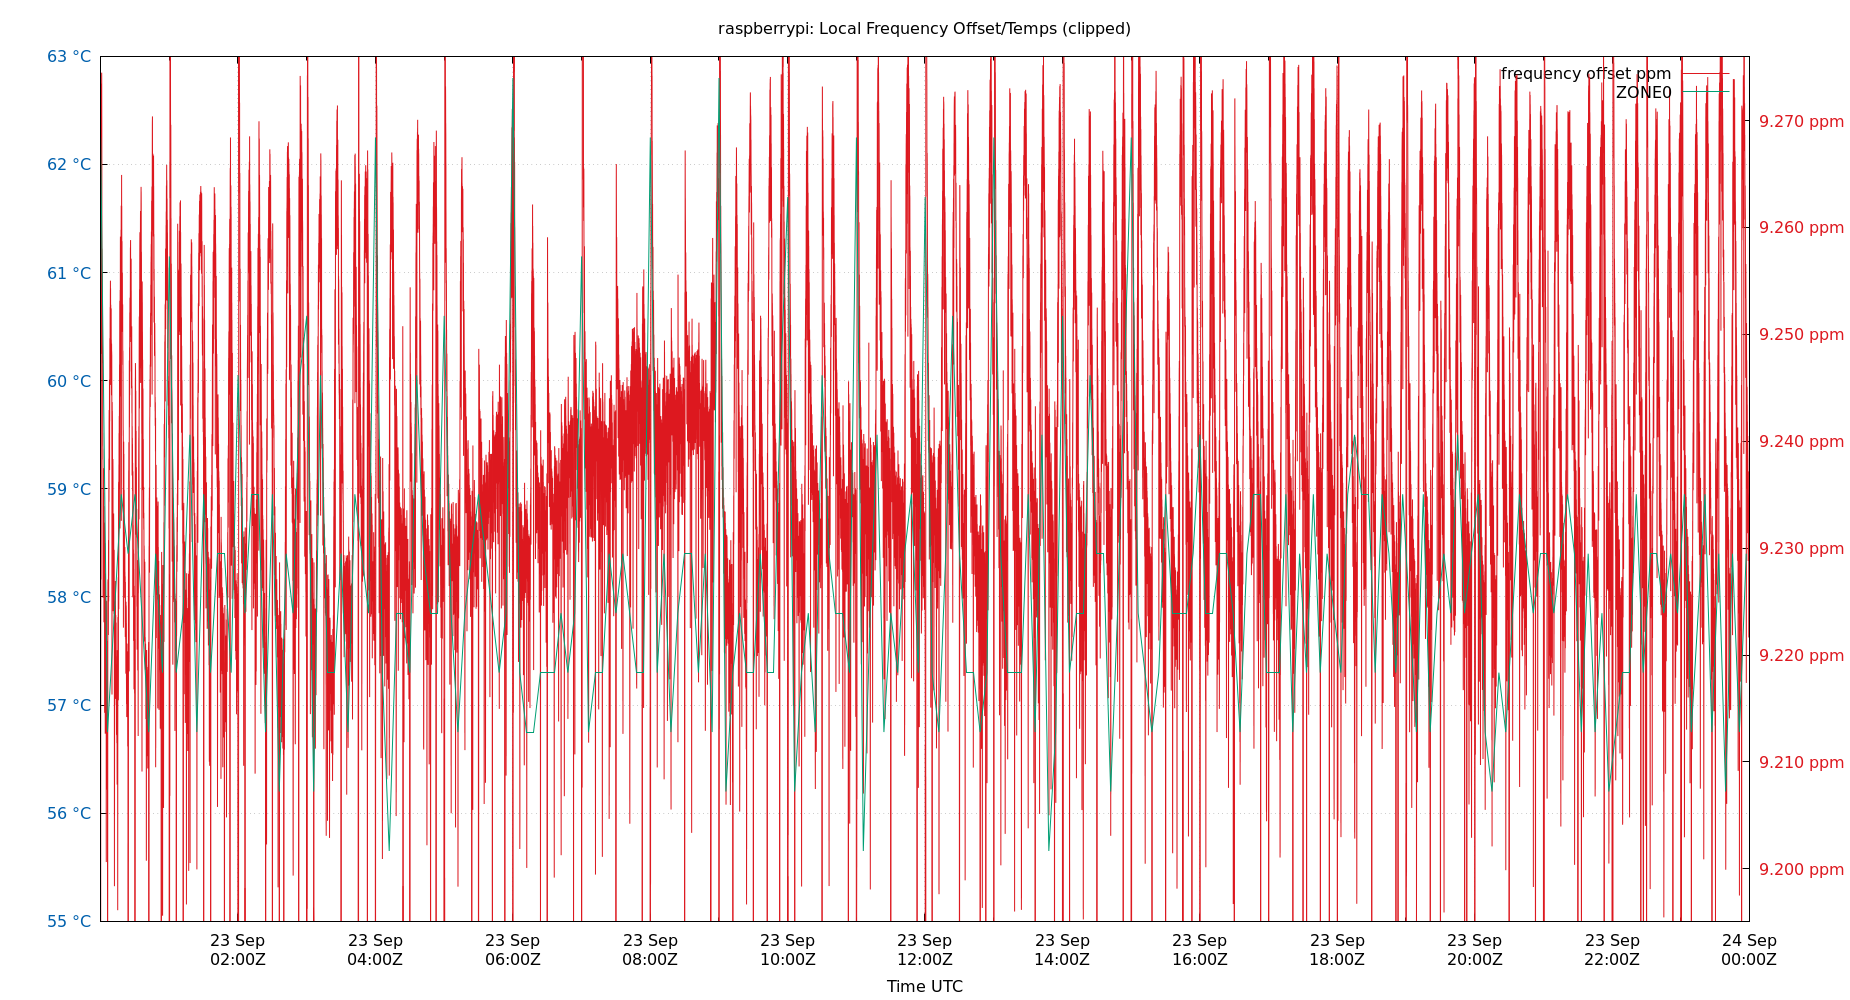 raspberrypi: Local Frequency Offset/Temps (clipped)
63 °C
62 °C
61 °C
60 °C
59 °C
58 °C
57 °C
56 °C
55 °C
frequency offset ppm
ZONE0
9.270 ppm
9.260 ppm
9.250 ppm
9.240 ppm
9.230 ppm
9.220 ppm
9.210 ppm
9.200 ppm
23 Sep
02:00Z
23 Sep
04:00Z
23 Sep
06:00Z
23 Sep
08:00Z
23 Sep
10:00Z
23 Sep
12:00Z
23 Sep
14:00Z
23 Sep
16:00Z
23 Sep
18:00Z
23 Sep
20:00Z
23 Sep
22:00Z
24 Sep
00:00Z
Time UTC